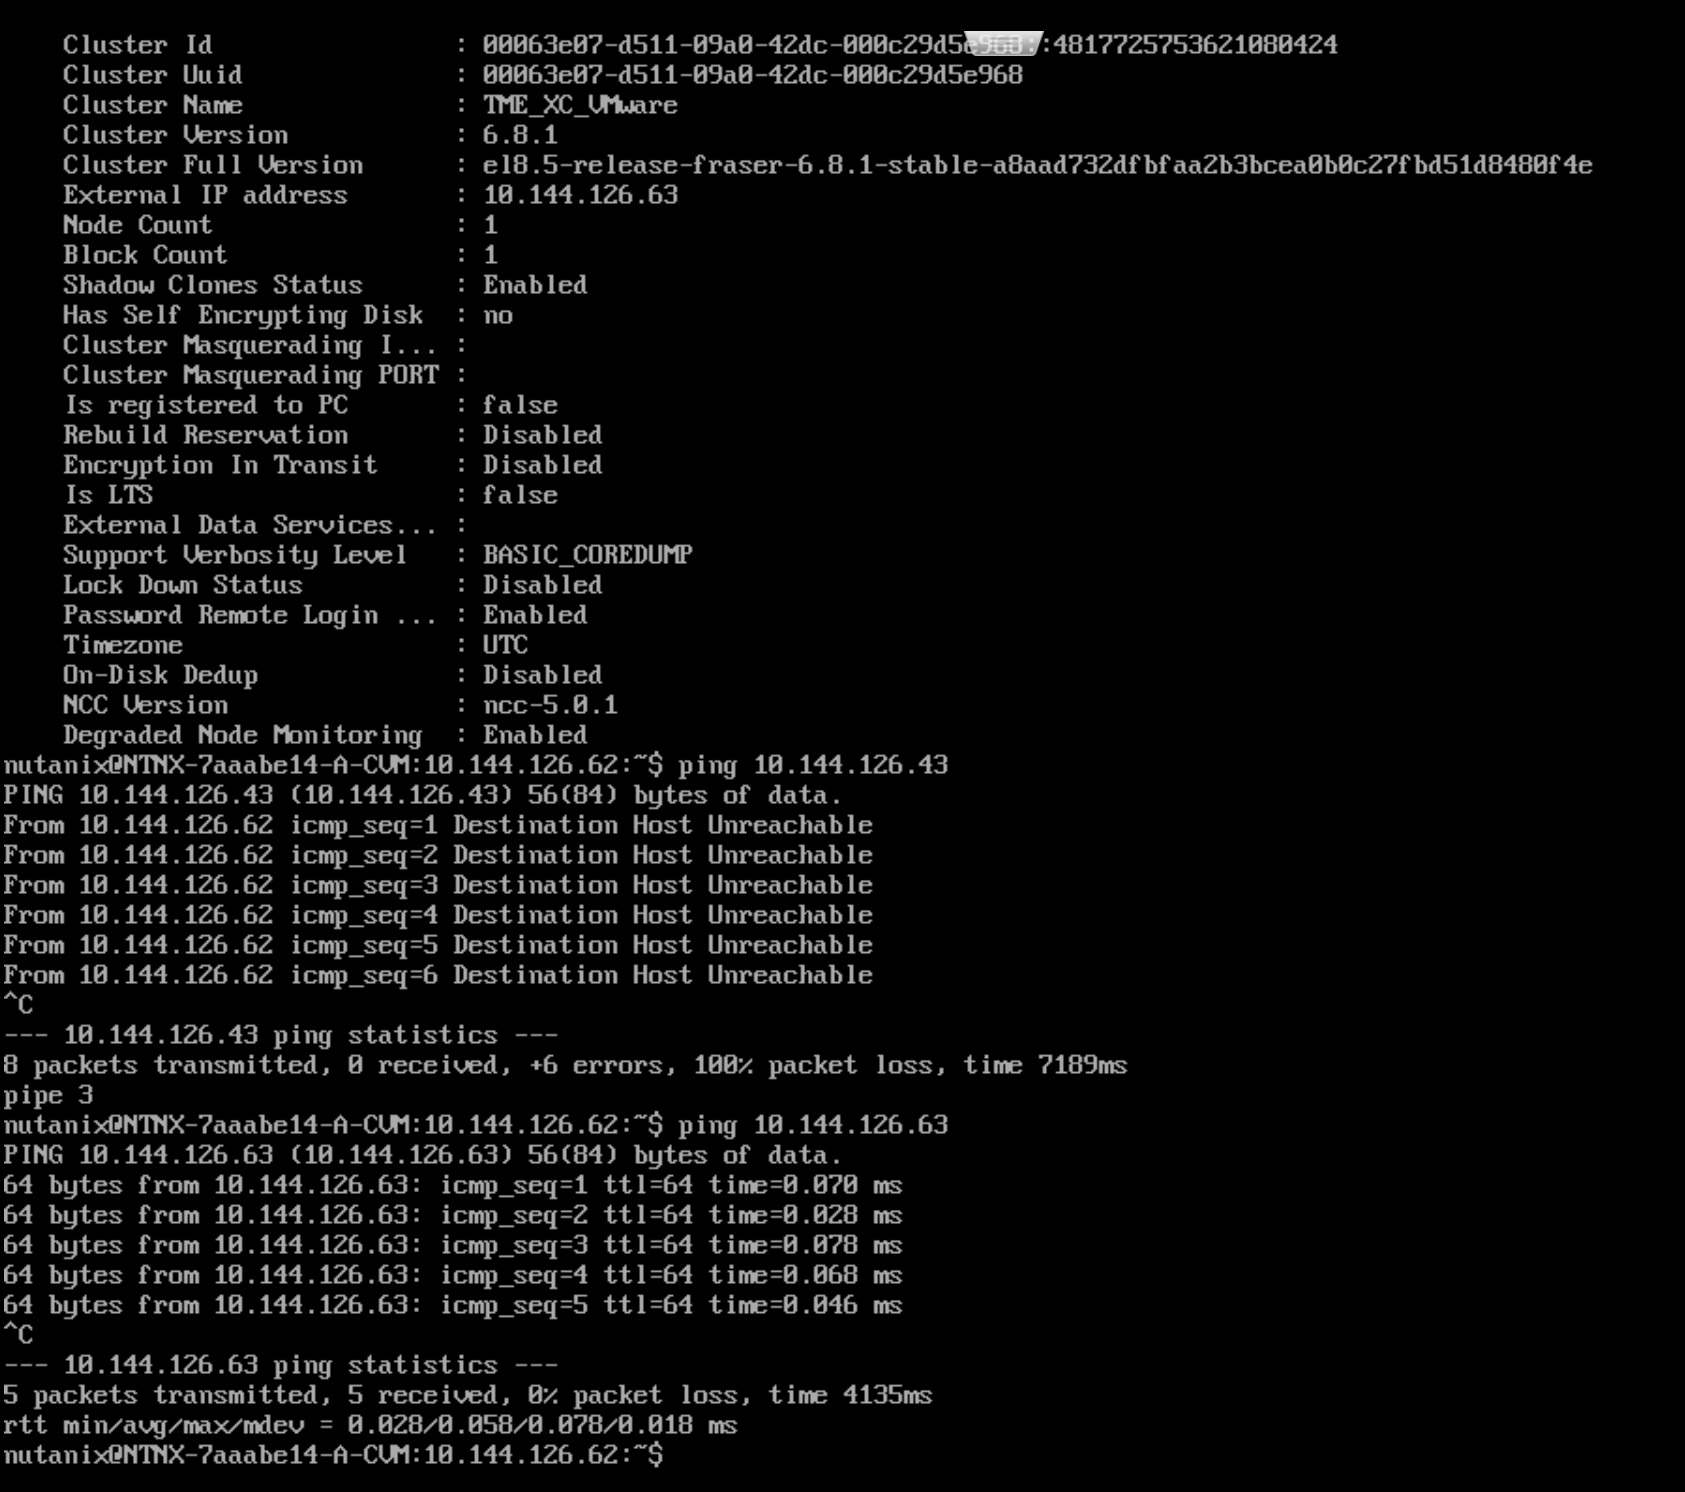 Cluster Id : 00063e07-d511-09a0-42dc-000c29d5e968::4817725753621080424
Cluster Uuid : 00063e07-d511-09a0-42dc-000c29d5e968
Cluster Name : TME_XC_VMware
Cluster Version : 6.8.1
Cluster Full Version : el8.5-release-fraser-6.8.1-stable-a8aad732dfbfaa2b3bcea0b0c27fbd51d8480f4e
External IP address : 10.144.126.63
Node Count : 1
Block Count : 1
Shadow Clones Status : Enabled
Has Self Encrypting Disk : no
Cluster Masquerading I... :
Cluster Masquerading PORT :
Is registered to PC : false
Rebuild Reservation : Disabled
Encryption In Transit : Disabled
Is LTS : false
External Data Services... :
Support Verbosity Level : BASIC_COREDUMP
Lock Down Status : Disabled
Password Remote Login ... : Enabled
Timezone : UTC
On-Disk Dedup : Disabled
NCC Version : ncc-5.0.1
Degraded Node Monitoring : Enabled
nutanix@NTNX-7aaabe14-A-CVM:10.144.126.62:~$ ping 10.144.126.43
PING 10.144.126.43 (10.144.126.43) 56(84) bytes of data.
From 10.144.126.62 icmp_seq=1 Destination Host Unreachable
From 10.144.126.62 icmp_seq=2 Destination Host Unreachable
From 10.144.126.62 icmp_seq=3 Destination Host Unreachable
From 10.144.126.62 icmp_seq=4 Destination Host Unreachable
From 10.144.126.62 icmp_seq=5 Destination Host Unreachable
From 10.144.126.62 icmp_seq=6 Destination Host Unreachable
^C
--- 10.144.126.43 ping statistics ---
8 packets transmitted, 0 received, +6 errors, 100% packet loss, time 7189ms
pipe 3
nutanix@NTNX-7aaabe14-A-CVM:10.144.126.62:~$ ping 10.144.126.63
PING 10.144.126.63 (10.144.126.63) 56(84) bytes of data.
64 bytes from 10.144.126.63: icmp_seq=1 ttl=64 time=0.070 ms
64 bytes from 10.144.126.63: icmp_seq=2 ttl=64 time=0.028 ms
64 bytes from 10.144.126.63: icmp_seq=3 ttl=64 time=0.078 ms
64 bytes from 10.144.126.63: icmp_seq=4 ttl=64 time=0.068 ms
64 bytes from 10.144.126.63: icmp_seq=5 ttl=64 time=0.046 ms
^C
--- 10.144.126.63 ping statistics ---
5 packets transmitted, 5 received, 0% packet loss, time 4135ms
rtt min/avg/max/mdev = 0.028/0.058/0.078/0.018 ms
nutanix@NTNX-7aaabe14-A-CVM:10.144.126.62:~$